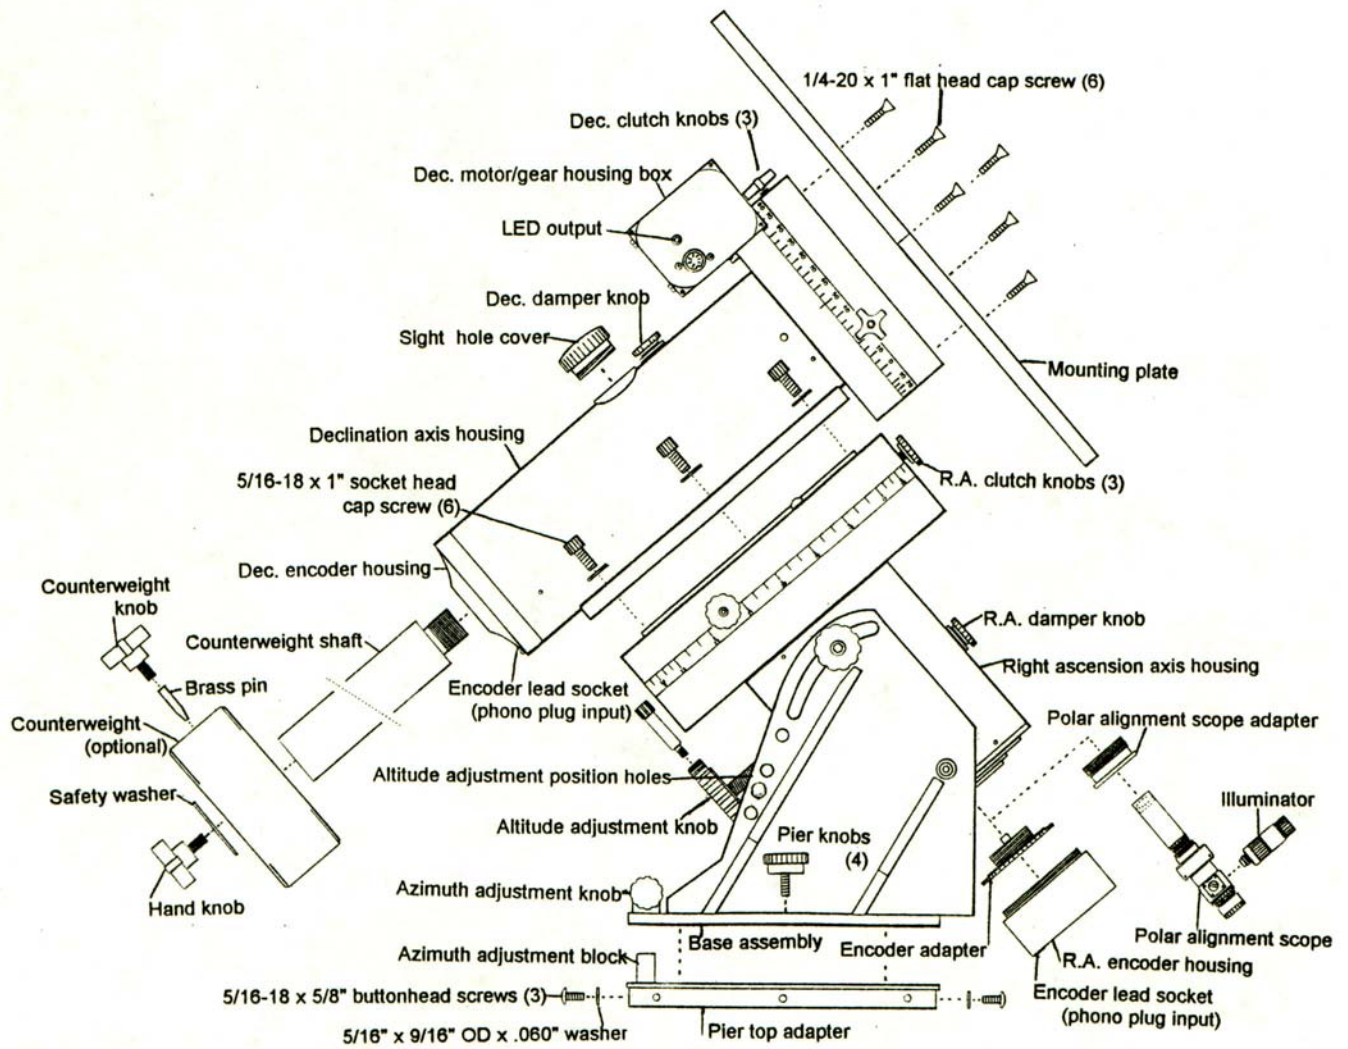 1/4-20 x 1" flat head cap screw (6)
Dec. clutch knobs (3)
Dec. motor/gear housing box
LED output
Dec. damper knob
Sight hole cover
Mounting plate
Declination axis housing
5/16-18 x 1" socket head
cap screw (6)
R.A. clutch knobs (3)
Dec. encoder housing
Counterweight
knob
Counterweight shaft
R.A. damper knob
Right ascension axis housing
Brass pin
Encoder lead socket
(phono plug input)
Counterweight
(optional)
Polar alignment scope adapter
Altitude adjustment position holes
Safety washer
Illuminator
Altitude adjustment knob
Pier knobs
(4)
Azimuth adjustment knob
Hand knob
Base assembly
Encoder adapter
Polar alignment scope
Azimuth adjustment block
R.A. encoder housing
5/16-18 x 5/8" buttonhead screws (3)
Encoder lead socket
(phono plug input)
5/16" x 9/16" OD x .060" washer
Pier top adapter